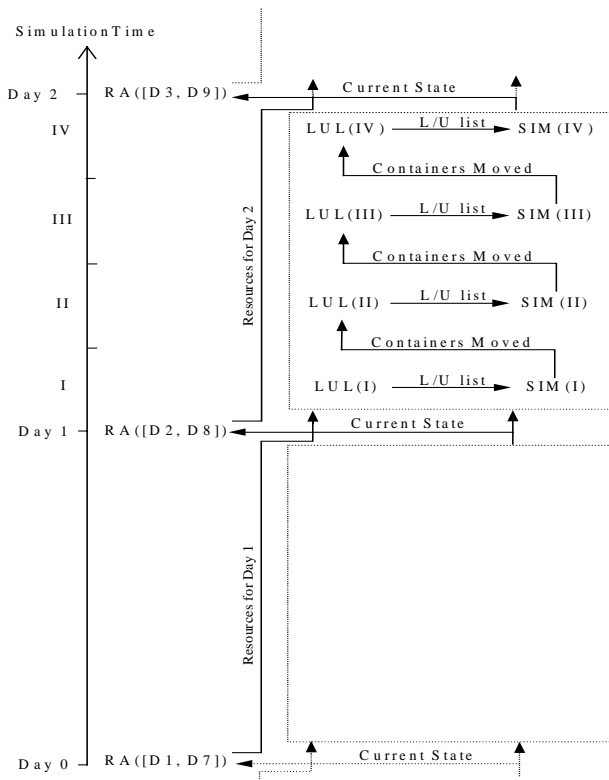 Simulation Time
Day 2 RA([D3, D9]) Current State
IV LUL(IV) L/U list SIM(IV)
Containers Moved
III LUL(III) L/U list SIM(III)
Resources for Day 2
Containers Moved
II LUL(II) L/U list SIM(II)
Containers Moved
I LUL(I) L/U list SIM(I)
Day 1 RA([D2, D8]) Current State
Resources for Day 1
Day 0 RA([D1, D7]) Current State